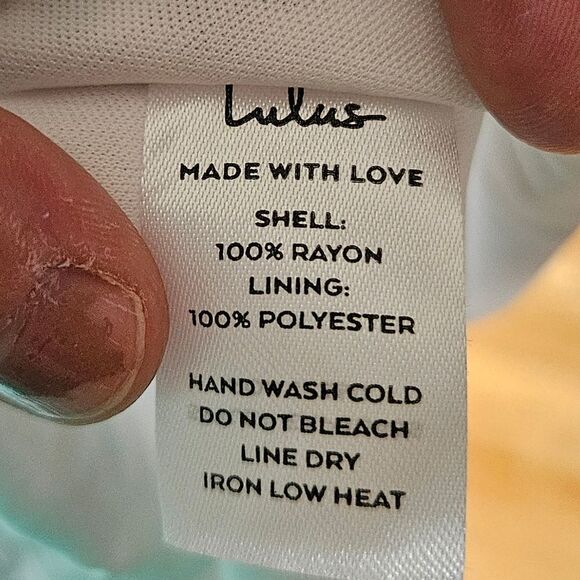 Lulus
MADE WITH LOVE
SHELL:
100% RAYON
LINING:
100% POLYESTER
HAND WASH COLD
DO NOT BLEACH
LINE DRY
IRON LOW HEAT